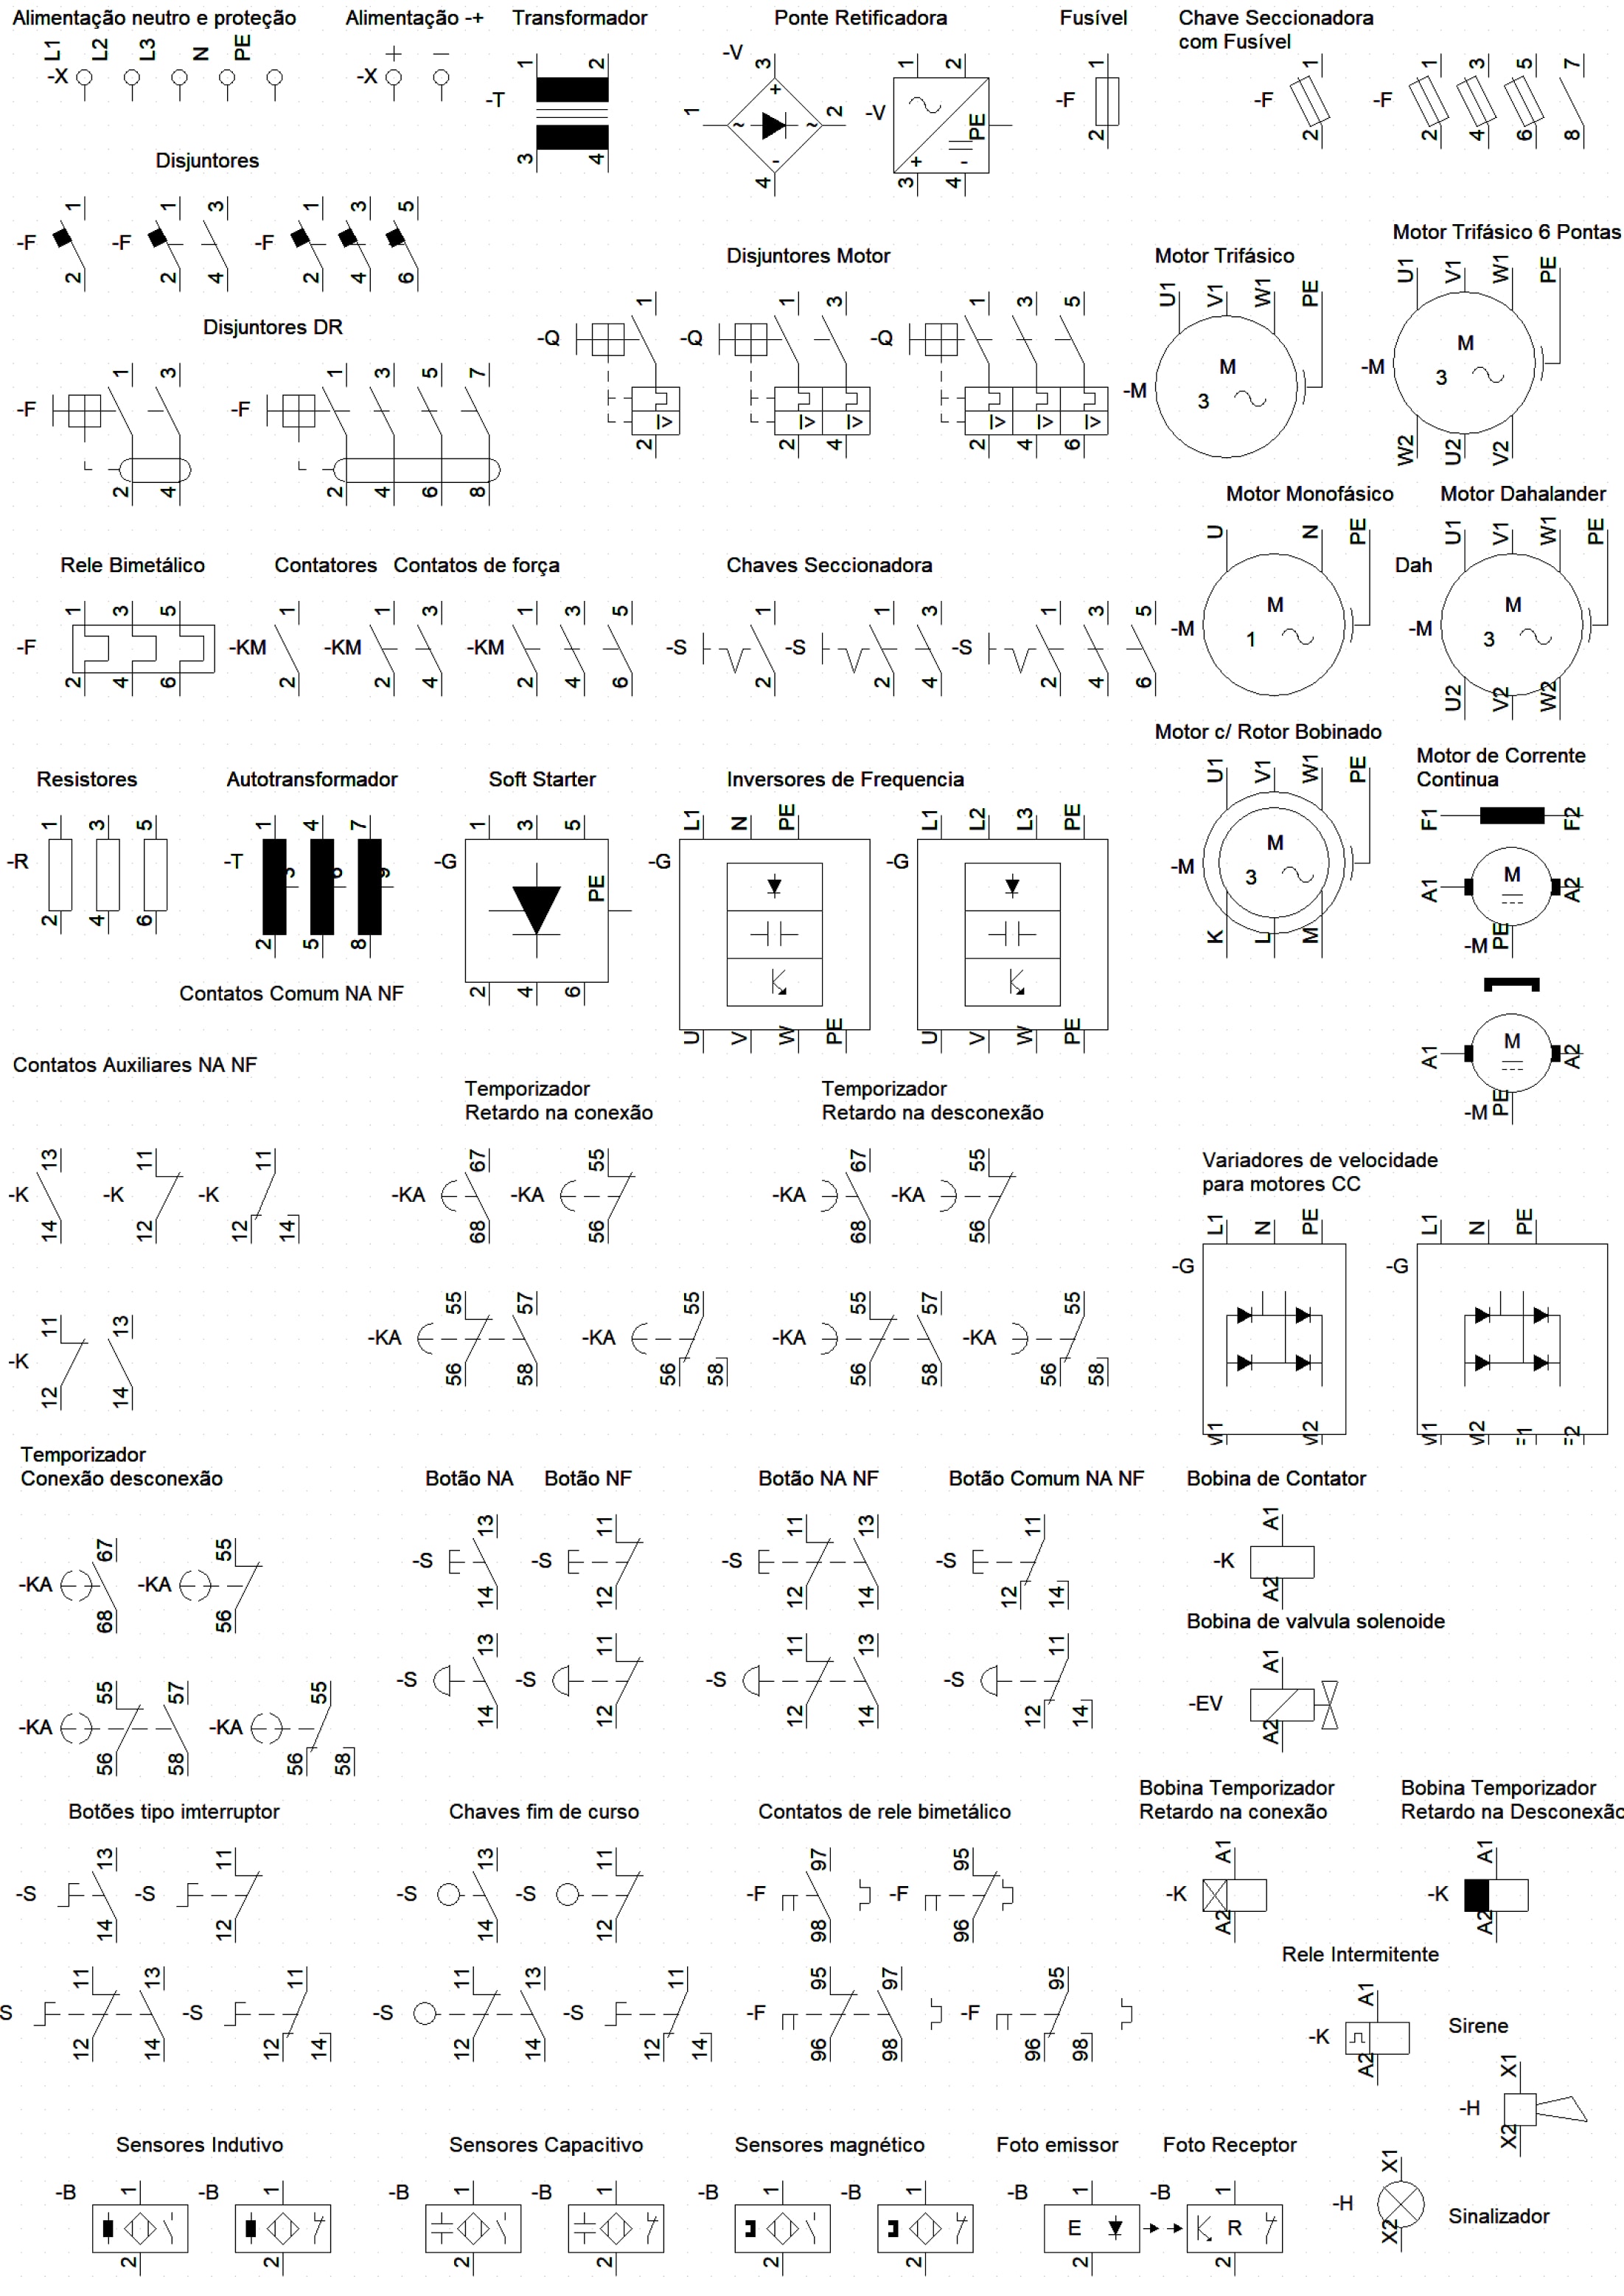 Alimentação neutro e proteção
Alimentação -+
Transformador
Ponte Retificadora
Fusível
Chave Seccionadora
com Fusível
-X L1 L2 L3 N PE
-X + −
-T 1 2 3 4
-V 1 2 3 4 + - ~ ~
-V 1 2 3 4 PE + -
-F 1 2
-F 1 2
-F 1 2 3 4 5 6 7 8
Disjuntores
-F 1 2
-F 1 2 3 4
-F 1 2 3 4 5 6
Disjuntores Motor
-Q 1 2 I>
-Q 1 2 3 4 I> I>
-Q 1 2 3 4 5 6 I> I> I>
Motor Trifásico
-M U1 V1 W1 PE M 3
Motor Trifásico 6 Pontas
-M U1 V1 W1 PE M 3 W2 U2 V2
Disjuntores DR
-F 1 2 3 4
-F 1 2 3 4 5 6 7 8
Motor Monofásico
-M U N PE M 1
Motor Dahalander
Dah
-M U1 V1 W1 PE M 3 U2 V2 W2
Rele Bimetálico
-F 1 2 3 4 5 6
Contatores
Contatos de força
-KM 1 2
-KM 1 2 3 4
-KM 1 2 3 4 5 6
Chaves Seccionadora
-S 1 2
-S 1 2 3 4
-S 1 2 3 4 5 6
Motor c/ Rotor Bobinado
-M U1 V1 W1 PE M 3 K L M
Motor de Corrente
Continua
F1 F2
A1 M A2
-M PE
A1 M A2
-M PE
Resistores
-R 1 2 3 4 5 6
Autotransformador
-T 1 2 3 4 5 6 7 8 9
Soft Starter
-G 1 3 5 PE 2 4 6
Inversores de Frequencia
-G L1 N PE U V W PE
-G L1 L2 L3 PE U V W PE
Contatos Comum NA NF
Contatos Auxiliares NA NF
-K 13 14
-K 11 12
-K 11 12 14
-K 11 12 13 14
Temporizador
Retardo na conexão
-KA 67 68
-KA 55 56
-KA 55 56 57 58
-KA 55 56 58
Temporizador
Retardo na desconexão
-KA 67 68
-KA 55 56
-KA 55 56 57 58
-KA 55 56 58
Variadores de velocidade
para motores CC
-G L1 N PE M1 M2
-G L1 N PE M1 M2 F1 F2
Temporizador
Conexão desconexão
-KA 67 68
-KA 55 56
-KA 55 56 57 58
-KA 55 56 58
Botão NA
-S 13 14
-S 13 14
Botão NF
-S 11 12
-S 11 12
Botão NA NF
-S 11 12 13 14
-S 11 12 13 14
Botão Comum NA NF
-S 11 12 14
-S 11 12 14
Bobina de Contator
-K A1 A2
Bobina de valvula solenoide
-EV A1 A2
Botões tipo imterruptor
-S 13 14
-S 11 12
S 11 12 13 14
-S 11 12 14
Chaves fim de curso
-S 13 14
-S 11 12
-S 11 12 13 14
-S 11 12 14
Contatos de rele bimetálico
-F 97 98
-F 95 96
-F 95 96 97 98
-F 95 96 98
Bobina Temporizador
Retardo na conexão
-K A1 A2
Bobina Temporizador
Retardo na Desconexão
-K A1 A2
Rele Intermitente
-K A1 A2
Sirene
-H X1 X2
Sensores Indutivo
-B 1 2
-B 1 2
Sensores Capacitivo
-B 1 2
-B 1 2
Sensores magnético
-B 1 2
-B 1 2
Foto emissor
-B 1 E 2
Foto Receptor
-B 1 R 2
-H X1 X2
Sinalizador